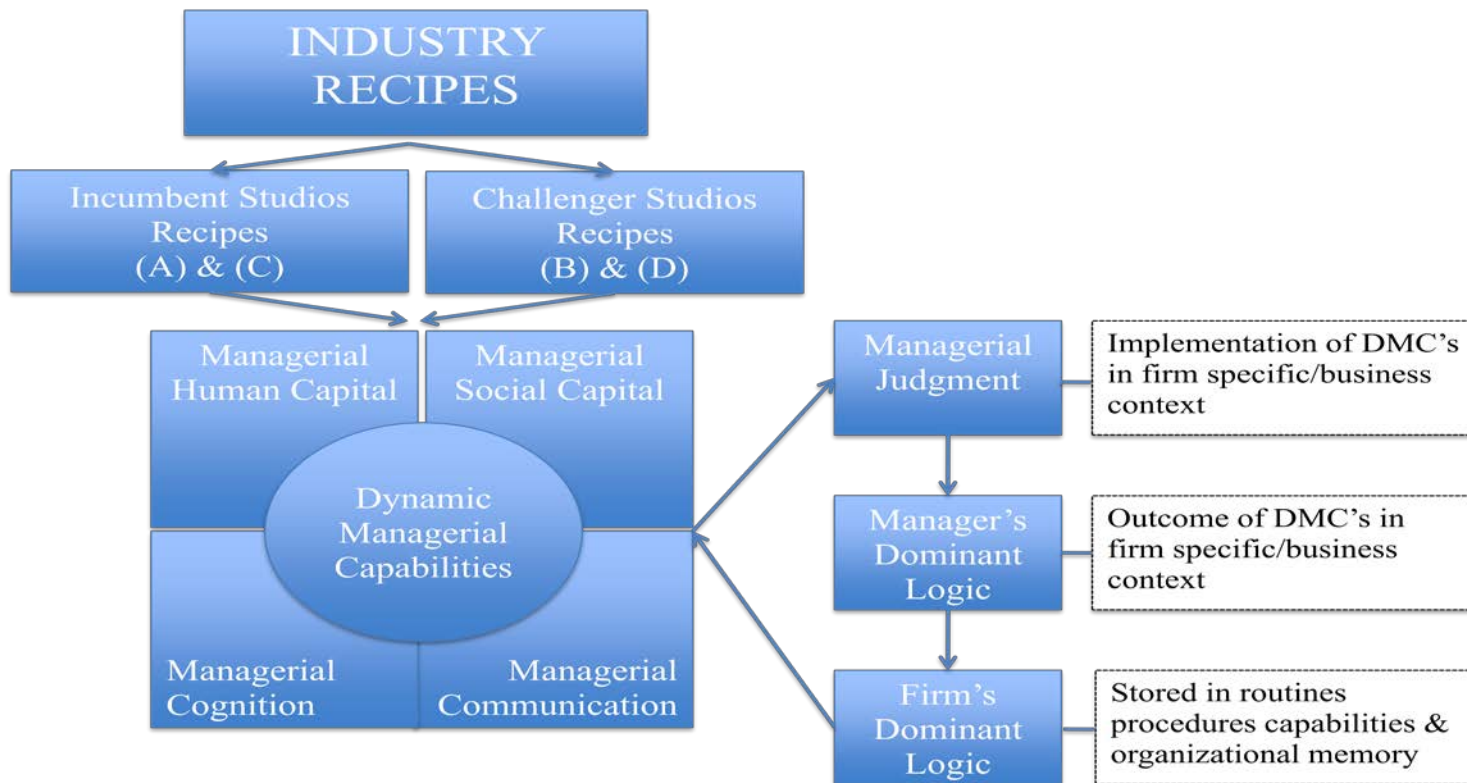 INDUSTRY
RECIPES
Incumbent Studios
Recipes
(A) & (C)
Challenger Studios
Recipes
(B) & (D)
Managerial
Human Capital
Managerial
Social Capital
Dynamic
Managerial
Capabilities
Managerial
Cognition
Managerial
Communication
Managerial
Judgment
Implementation of DMC's
in firm specific/business
context
Manager's
Dominant
Logic
Outcome of DMC's in
firm specific/business
context
Firm's
Dominant
Logic
Stored in routines
procedures capabilities &
organizational memory